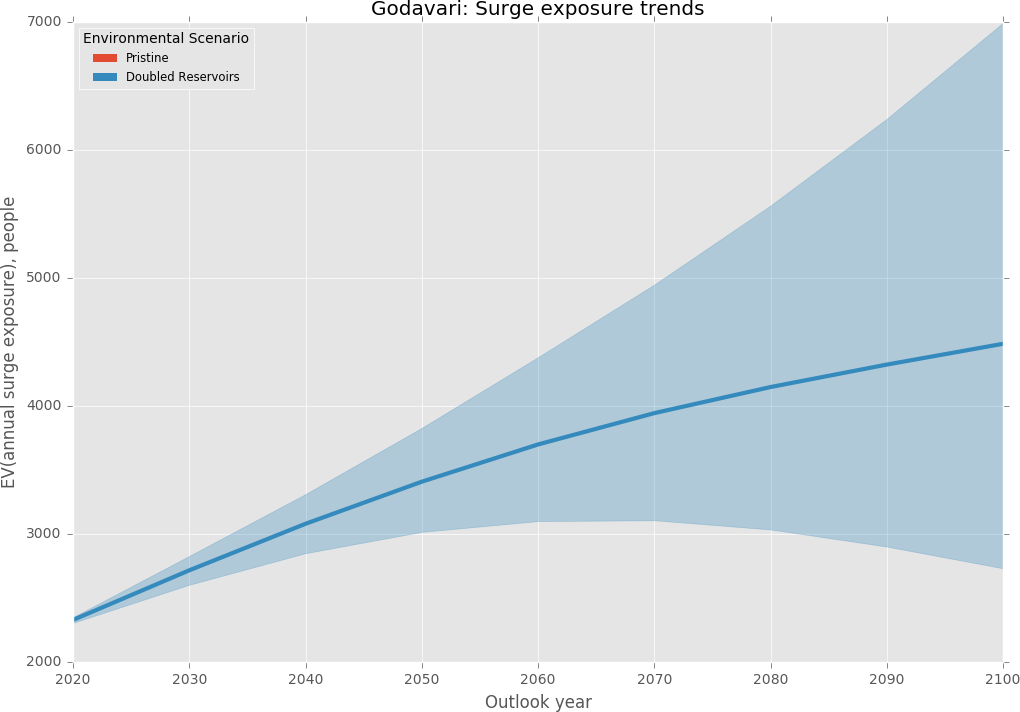 Godavari: Surge exposure trends
Environmental Scenario
Pristine
Doubled Reservoirs
EV(annual surge exposure), people
7000
6000
5000
4000
3000
2000
2020 2030 2040 2050 2060 2070 2080 2090 2100
Outlook year